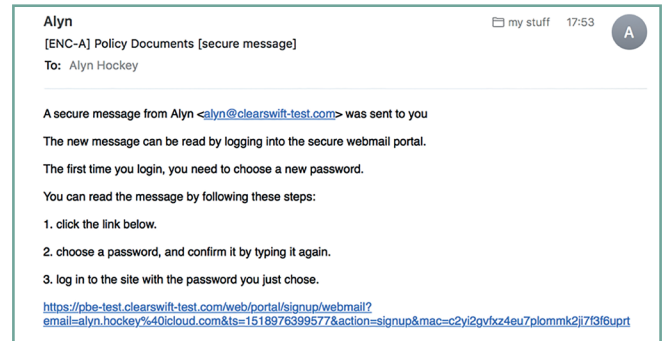 Alyn
my stuff 17:53
A
[ENC-A] Policy Documents [secure message]
To: Alyn Hockey
A secure message from Alyn <alyn@clearswift-test.com> was sent to you
The new message can be read by logging into the secure webmail portal.
The first time you login, you need to choose a new password.
You can read the message by following these steps:
1. click the link below.
2. choose a password, and confirm it by typing it again.
3. log in to the site with the password you just chose.
https://pbe-test.clearswift-test.com/web/portal/signup/webmail?
email=alyn.hockey%40icloud.com&ts=1518976399577&action=signup&mac=c2yi2gvfxz4eu7plommk2ji7f3f6uprt